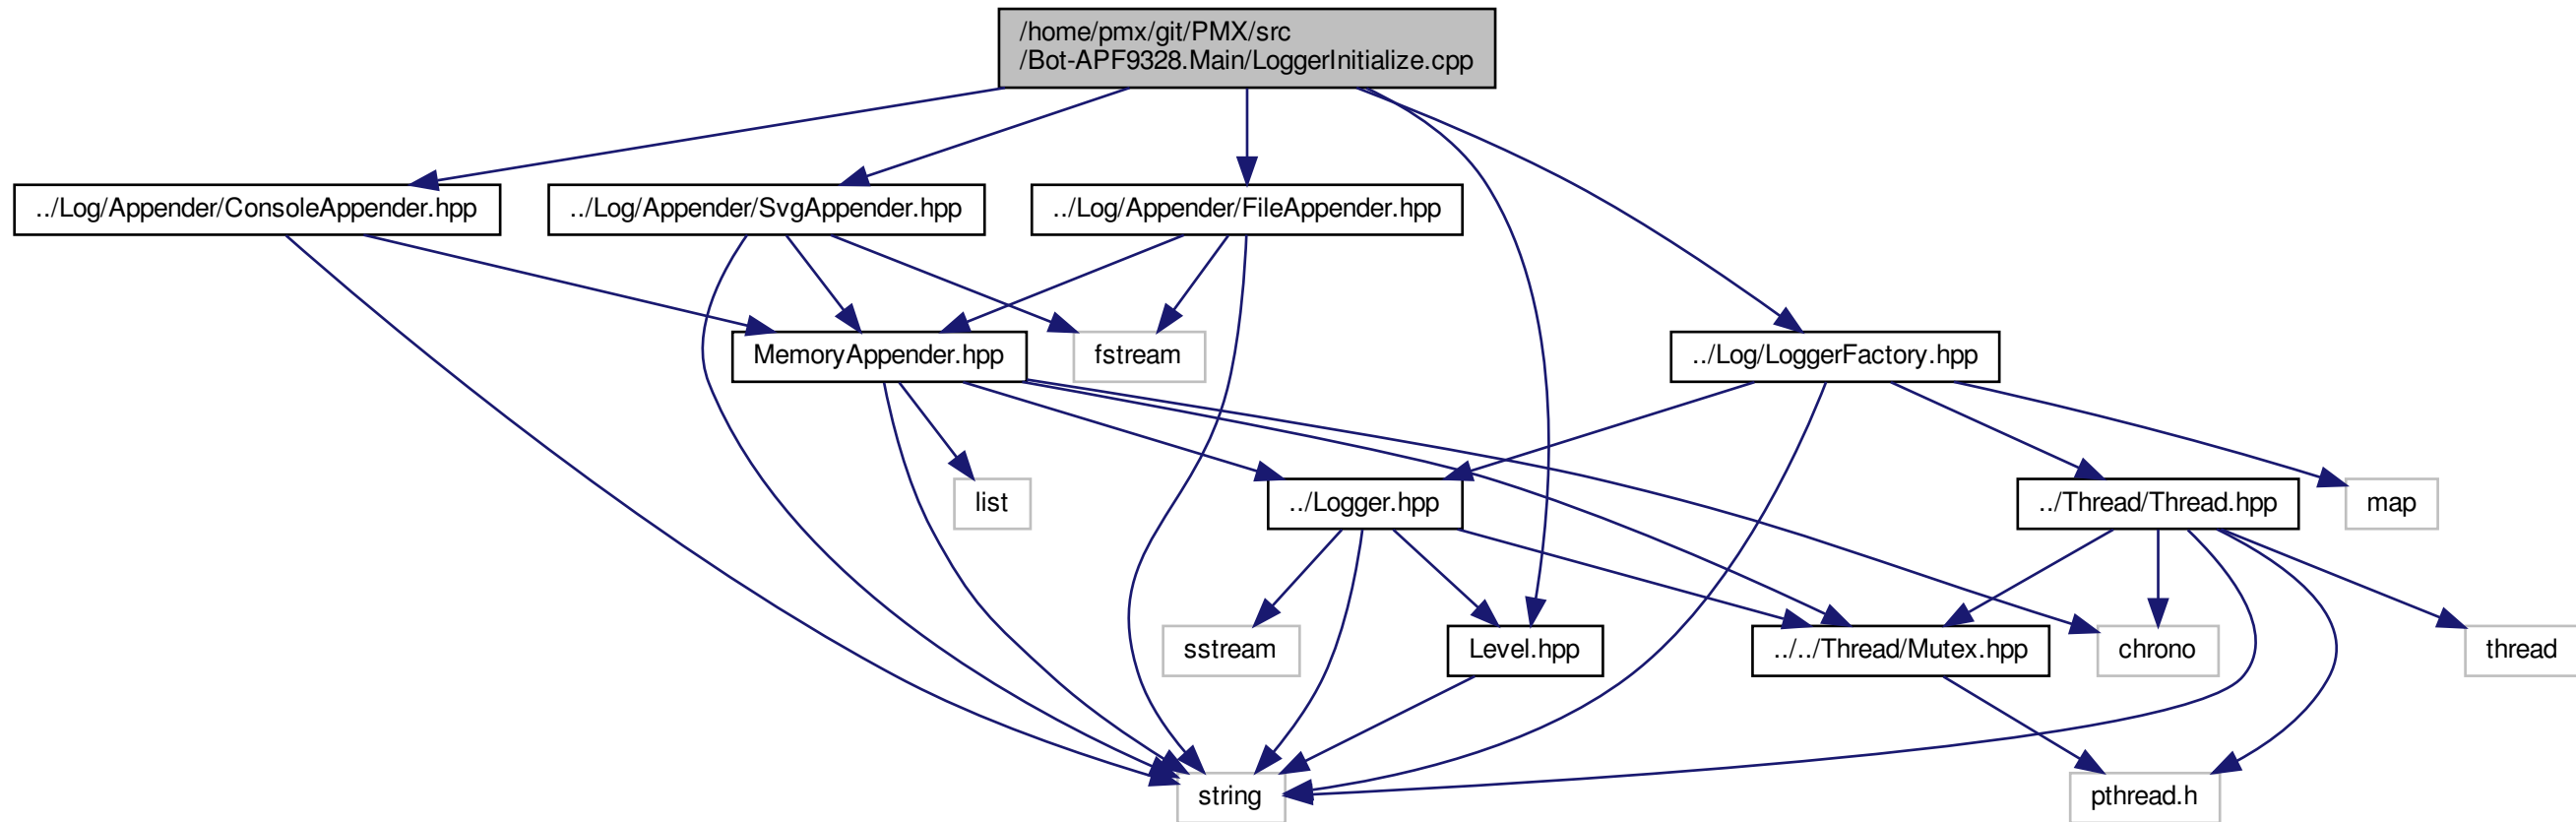 /home/pmx/git/PMX/src
/Bot-APF9328.Main/LoggerInitialize.cpp
../Log/Appender/ConsoleAppender.hpp
../Log/Appender/SvgAppender.hpp
../Log/Appender/FileAppender.hpp
MemoryAppender.hpp
fstream
../Log/LoggerFactory.hpp
list
../Logger.hpp
../Thread/Thread.hpp
map
sstream
Level.hpp
../../Thread/Mutex.hpp
chrono
thread
string
pthread.h